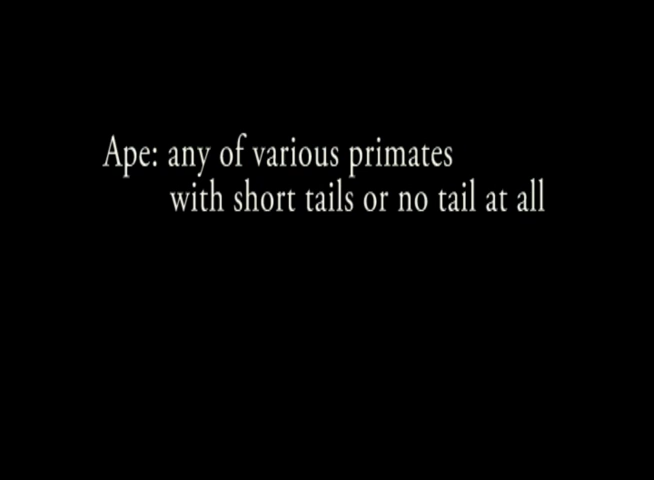 Ape: any of various primates
with short tails or no tail at all